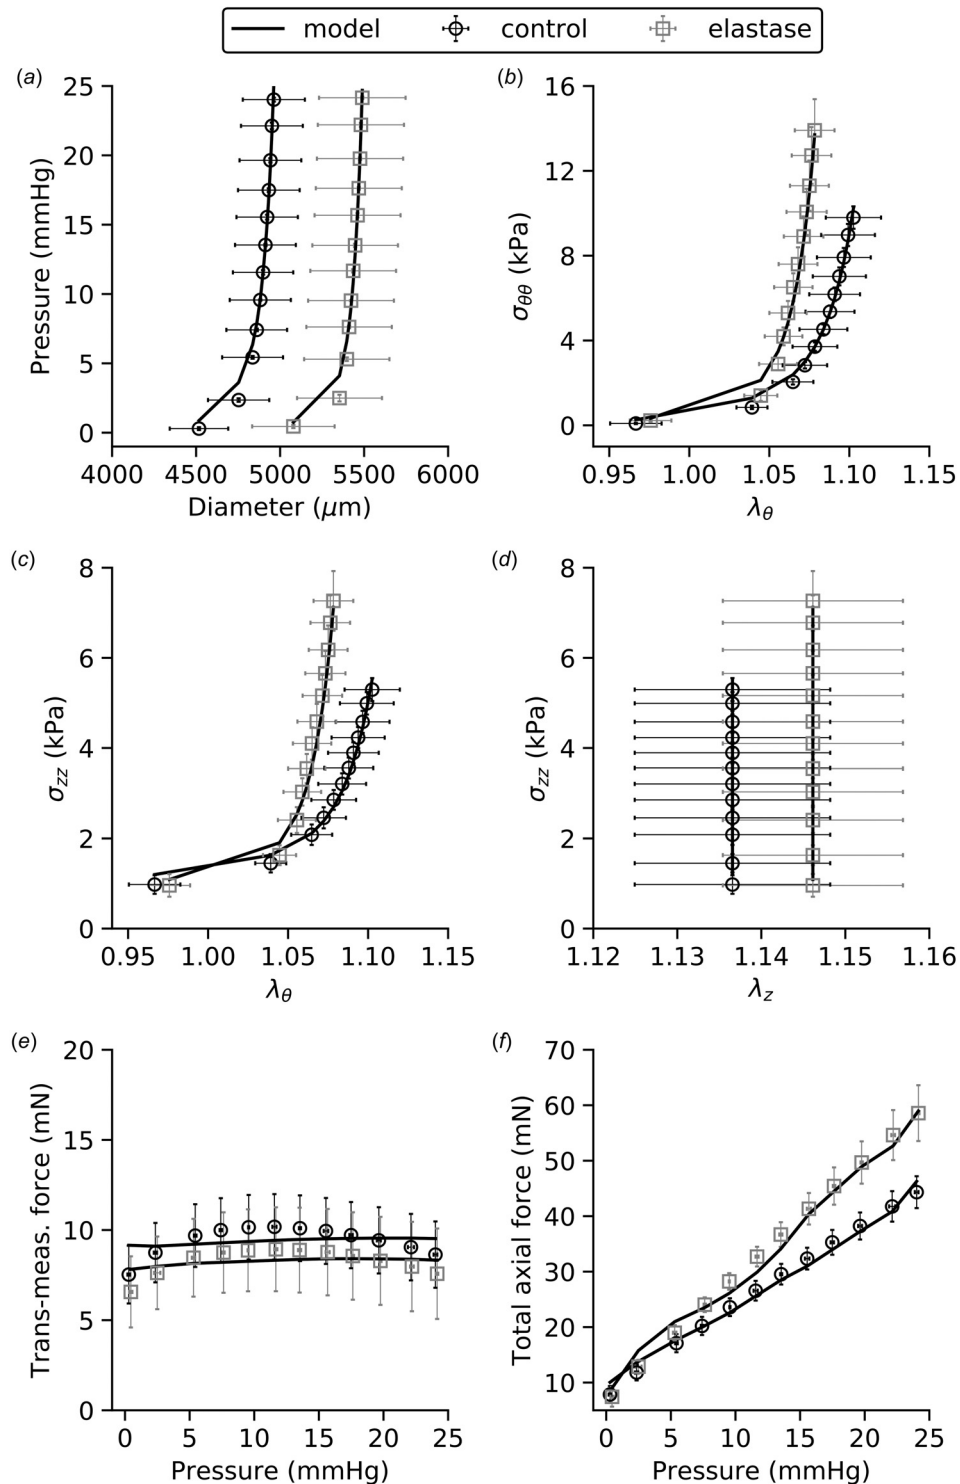 model control elastase
(a)
25
20
15
10
5
0
Pressure (mmHg)
4000 4500 5000 5500 6000
Diameter (μm)
(b)
16
12
8
4
0
σθθ (kPa)
0.95 1.00 1.05 1.10 1.15
λθ
(c)
8
6
4
2
0
σzz (kPa)
0.95 1.00 1.05 1.10 1.15
λθ
(d)
8
6
4
2
0
σzz (kPa)
1.12 1.13 1.14 1.15 1.16
λz
(e)
20
15
10
5
0
Trans-meas. force (mN)
0 5 10 15 20 25
Pressure (mmHg)
(f)
70
60
50
40
30
20
10
Total axial force (mN)
0 5 10 15 20 25
Pressure (mmHg)